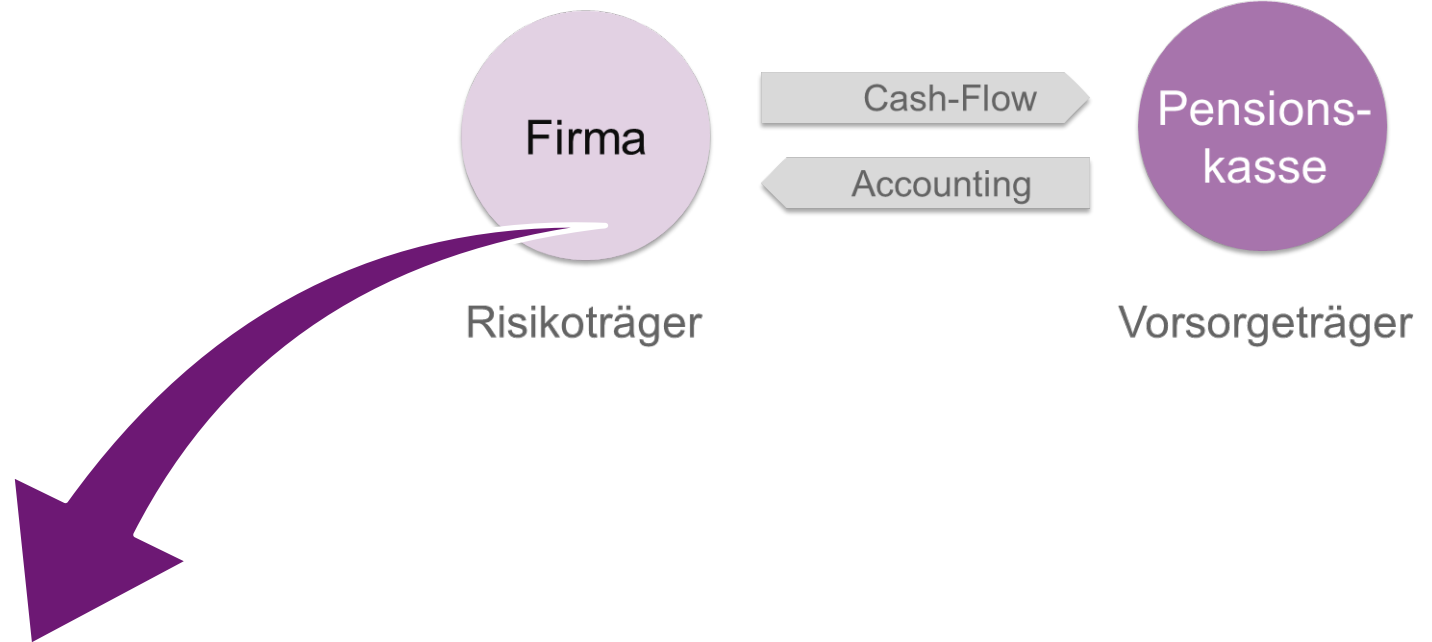 Firma
Cash-Flow
Accounting
Pensions-
kasse
Risikoträger
Vorsorgeträger